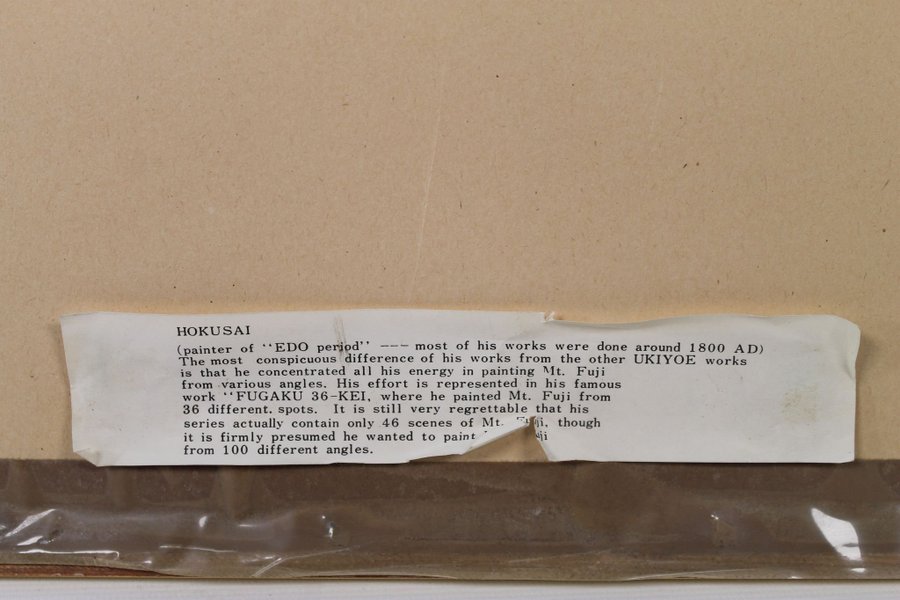 HOKUSAI
(painter of ‘‘EDO period’’ --- most of his works were done around 1800 AD)
The most conspicuous difference of his works from the other UKIYOE works
is that he concentrated all his energy in painting Mt. Fuji
from various angles. His effort is represented in his famous
work ‘‘FUGAKU 36-KEI, where he painted Mt. Fuji from
36 different. spots. It is still very regrettable that his
series actually contain only 46 scenes of Mt. Fuji, though
it is firmly presumed he wanted to paint
from 100 different angles.